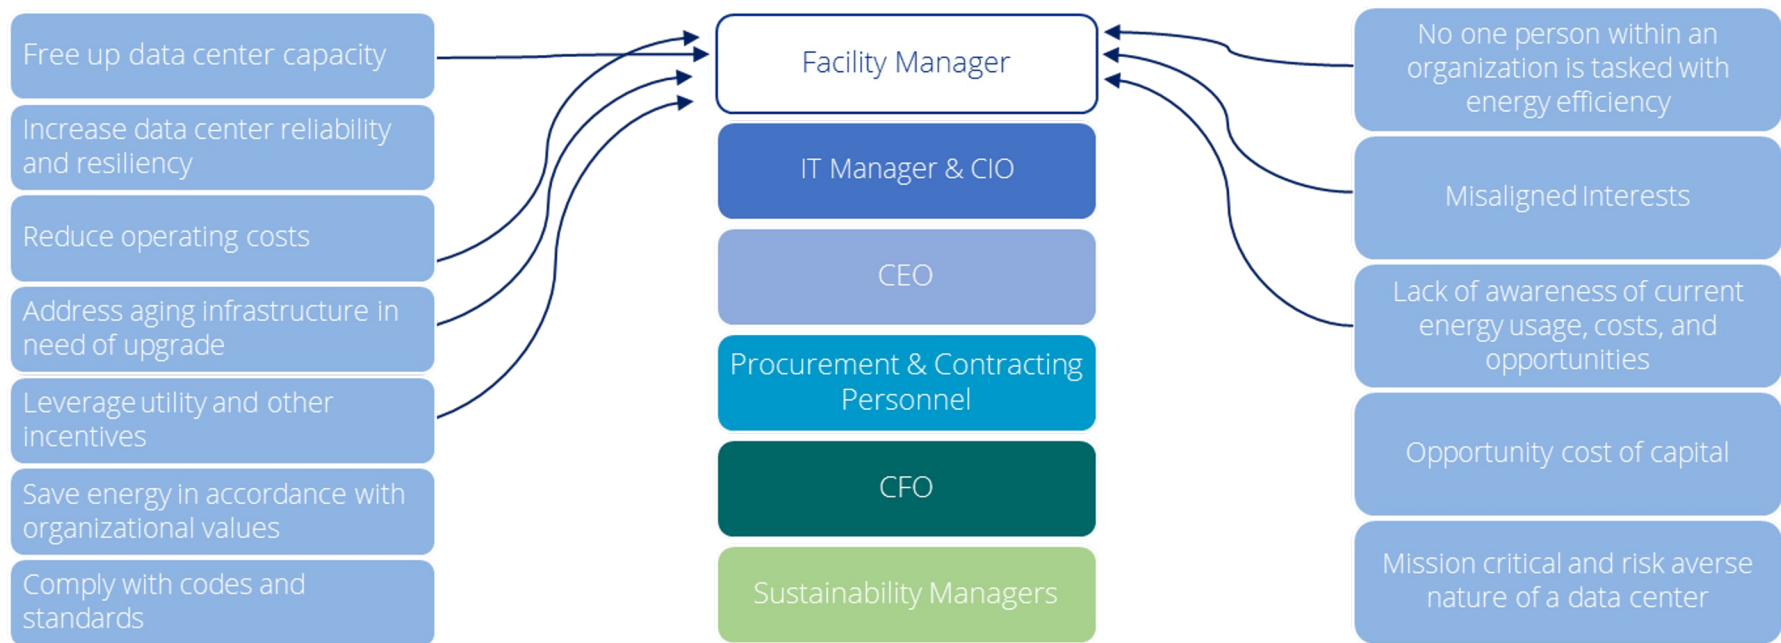 Free up data center capacity
Increase data center reliability
and resiliency
Reduce operating costs
Address aging infrastructure in
need of upgrade
Leverage utility and other
incentives
Save energy in accordance with
organizational values
Comply with codes and
standards
Facility Manager
IT Manager & CIO
CEO
Procurement & Contracting
Personnel
CFO
Sustainability Managers
No one person within an
organization is tasked with
energy efficiency
Misaligned Interests
Lack of awareness of current
energy usage, costs, and
opportunities
Opportunity cost of capital
Mission critical and risk averse
nature of a data center